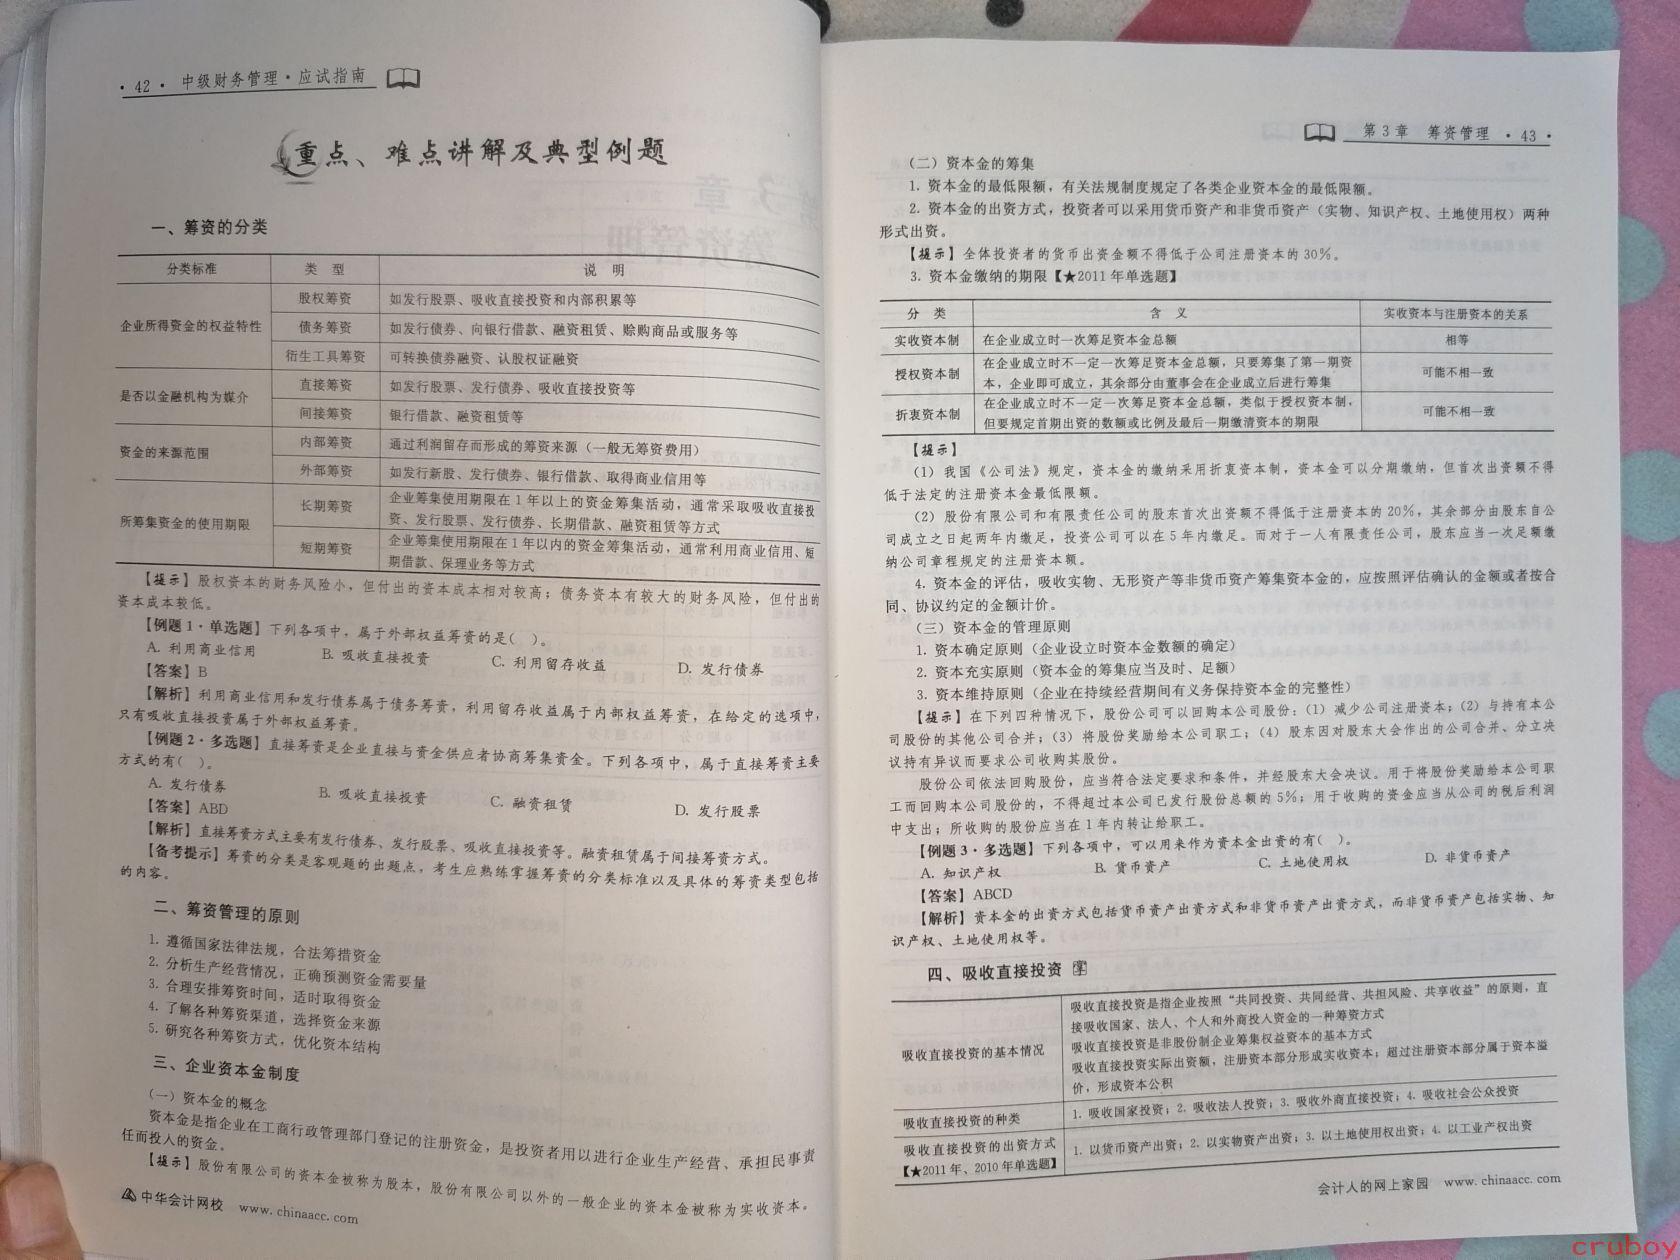 · 42 · 中级财务管理·应试指南
重点、难点讲解及典型例题
一、筹资的分类
分类标准 类 型 说 明
企业所得资金的权益特性 股权筹资 如发行股票、吸收直接投资和内部积累等
债务筹资 如发行债券、向银行借款、融资租赁、赊购商品或服务等
衍生工具筹资 可转换债券融资、认股权证融资
是否以金融机构为媒介 直接筹资 如发行股票、发行债券、吸收直接投资等
间接筹资 银行借款、融资租赁等
资金的来源范围 内部筹资 通过利润留存而形成的筹资来源（一般无筹资费用）
外部筹资 如发行新股、发行债券、银行借款、取得商业信用等
所筹集资金的使用期限 长期筹资 企业筹集使用期限在1年以上的资金筹集活动，通常采取吸收直接投
资、发行股票、发行债券、长期借款、融资租赁等方式
短期筹资 企业筹集使用期限在1年以内的资金筹集活动，通常利用商业信用、短
期借款、保理业务等方式
【提示】股权资本的财务风险小，但付出的资本成本相对较高；债务资本有较大的财务风险，但付出的
资本成本较低。
【例题1·单选题】下列各项中，属于外部权益筹资的是（ ）。
A. 利用商业信用 B. 吸收直接投资 C. 利用留存收益 D. 发行债券
【答案】B
【解析】利用商业信用和发行债券属于债务筹资，利用留存收益属于内部权益筹资，在给定的选项中，
只有吸收直接投资属于外部权益筹资。
【例题2·多选题】直接筹资是企业直接与资金供应者协商筹集资金。下列各项中，属于直接筹资主要
方式的有（ ）。
A. 发行债券 B. 吸收直接投资 C. 融资租赁 D. 发行股票
【答案】ABD
【解析】直接筹资方式主要有发行债券、发行股票、吸收直接投资等。融资租赁属于间接筹资方式。
【备考提示】筹资的分类是客观题的出题点，考生应熟练掌握筹资的分类标准以及具体的筹资类型包括
的内容。
二、筹资管理的原则
1. 遵循国家法律法规，合法筹措资金
2. 分析生产经营情况，正确预测资金需要量
3. 合理安排筹资时间，适时取得资金
4. 了解各种筹资渠道，选择资金来源
5. 研究各种筹资方式，优化资本结构
三、企业资本金制度
（一）资本金的概念
资本金是指企业在工商行政管理部门登记的注册资金，是投资者用以进行企业生产经营、承担民事责
任而投入的资金。
【提示】股份有限公司的资本金被称为股本，股份有限公司以外的一般企业的资本金被称为实收资本。
中华会计网校 www.chinaacc.com
第3章 筹资管理 · 43 ·
（二）资本金的筹集
1. 资本金的最低限额，有关法规制度规定了各类企业资本金的最低限额。
2. 资本金的出资方式，投资者可以采用货币资产和非货币资产（实物、知识产权、土地使用权）两种
形式出资。
【提示】全体投资者的货币出资金额不得低于公司注册资本的30%。
3. 资本金缴纳的期限【★2011年单选题】
分 类 含 义 实收资本与注册资本的关系
实收资本制 在企业成立时一次筹足资本金总额 相等
授权资本制 在企业成立时不一定一次筹足资本金总额，只要筹集了第一期资
本，企业即可成立，其余部分由董事会在企业成立后进行筹集 可能不相一致
折衷资本制 在企业成立时不一定一次筹足资本金总额，类似于授权资本制，
但要规定首期出资的数额或比例及最后一期缴清资本的期限 可能不相一致
【提示】
（1）我国《公司法》规定，资本金的缴纳采用折衷资本制，资本金可以分期缴纳，但首次出资额不得
低于法定的注册资本金最低限额。
（2）股份有限公司和有限责任公司的股东首次出资额不得低于注册资本的20%，其余部分由股东自公
司成立之日起两年内缴足，投资公司可以在5年内缴足。而对于一人有限责任公司，股东应当一次足额缴
纳公司章程规定的注册资本额。
4. 资本金的评估，吸收实物、无形资产等非货币资产筹集资本金的，应按照评估确认的金额或者按合
同、协议约定的金额计价。
（三）资本金的管理原则
1. 资本确定原则（企业设立时资本金数额的确定）
2. 资本充实原则（资本金的筹集应当及时、足额）
3. 资本维持原则（企业在持续经营期间有义务保持资本金的完整性）
【提示】在下列四种情况下，股份公司可以回购本公司股份：（1）减少公司注册资本；（2）与持有本公
司股份的其他公司合并；（3）将股份奖励给本公司职工；（4）股东因对股东大会作出的公司合并、分立决
议持有异议而要求公司收购其股份。
股份公司依法回购股份，应当符合法定要求和条件，并经股东大会决议。用于将股份奖励给本公司职
工而回购本公司股份的，不得超过本公司已发行股份总额的5%；用于收购的资金应当从公司的税后利润
中支出；所收购的股份应当在1年内转让给职工。
【例题3·多选题】下列各项中，可以用来作为资本金出资的有（ ）。
A. 知识产权 B. 货币资产 C. 土地使用权 D. 非货币资产
【答案】ABCD
【解析】资本金的出资方式包括货币资产出资方式和非货币资产出资方式，而非货币资产包括实物、知
识产权、土地使用权等。
四、吸收直接投资
吸收直接投资的基本情况 吸收直接投资是指企业按照“共同投资、共同经营、共担风险、共享收益”的原则，直
接吸收国家、法人、个人和外商投入资金的一种筹资方式
吸收直接投资是非股份制企业筹集权益资本的基本方式
吸收直接投资实际出资额，注册资本部分形成实收资本；超过注册资本部分属于资本溢
价，形成资本公积
吸收直接投资的种类 1. 吸收国家投资；2. 吸收法人投资；3. 吸收外商直接投资；4. 吸收社会公众投资
吸收直接投资的出资方式
【★2011年、2010年单选题】 1. 以货币资产出资；2. 以实物资产出资；3. 以土地使用权出资；4. 以工业产权出资
会计人的网上家园 www.chinaacc.com
cruboy